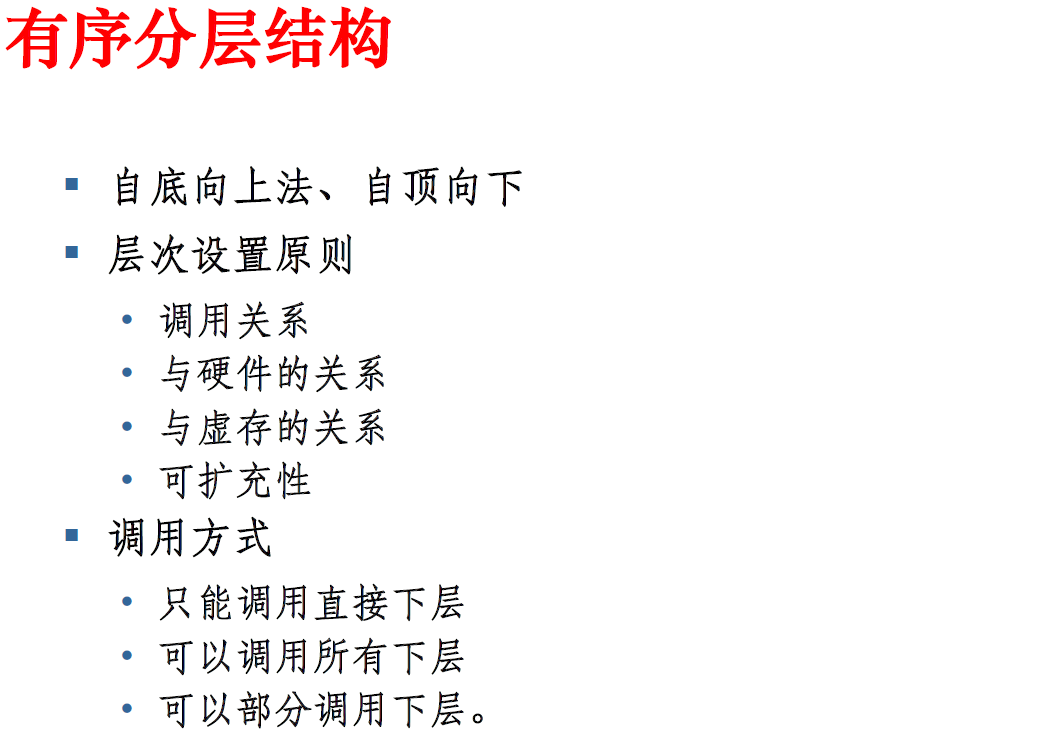 有序分层结构
自底向上法、自顶向下
层次设置原则
调用关系
与硬件的关系
与虚存的关系
可扩充性
调用方式
只能调用直接下层
可以调用所有下层
可以部分调用下层。